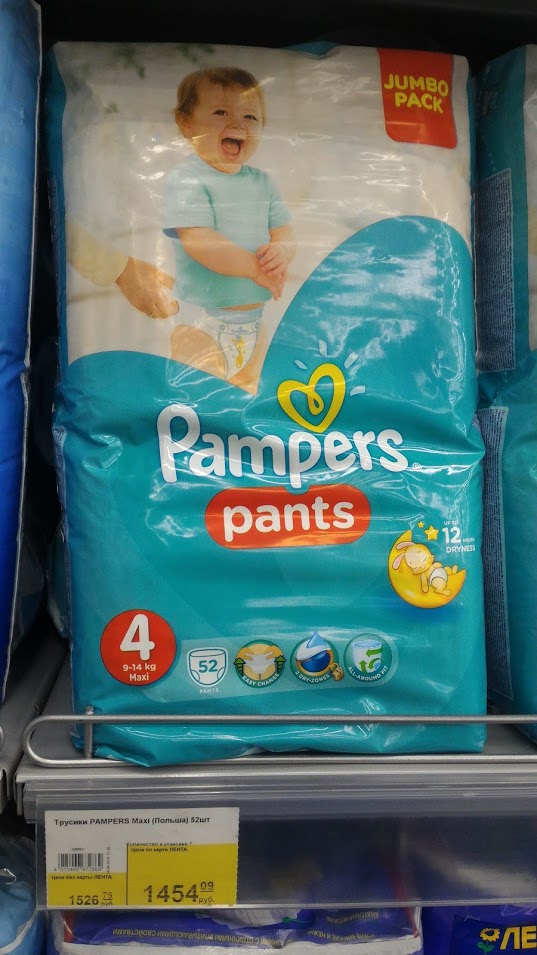 JUMBO
PACK
Pampers
pants
UP TO
12 HOURS
DRYNESS
4
9-14 kg
Maxi
52
PANTS
EASY CHANGE
DRY-ZONES
ALL-AROUND FIT
Трусики PAMPERS Maxi (Польша) 52шт
Количество в упаковке 1
Цена по карте ЛЕНТА
Цена без карты ЛЕНТА
1526 75
руб.
1454 09
руб.
ЛЕ